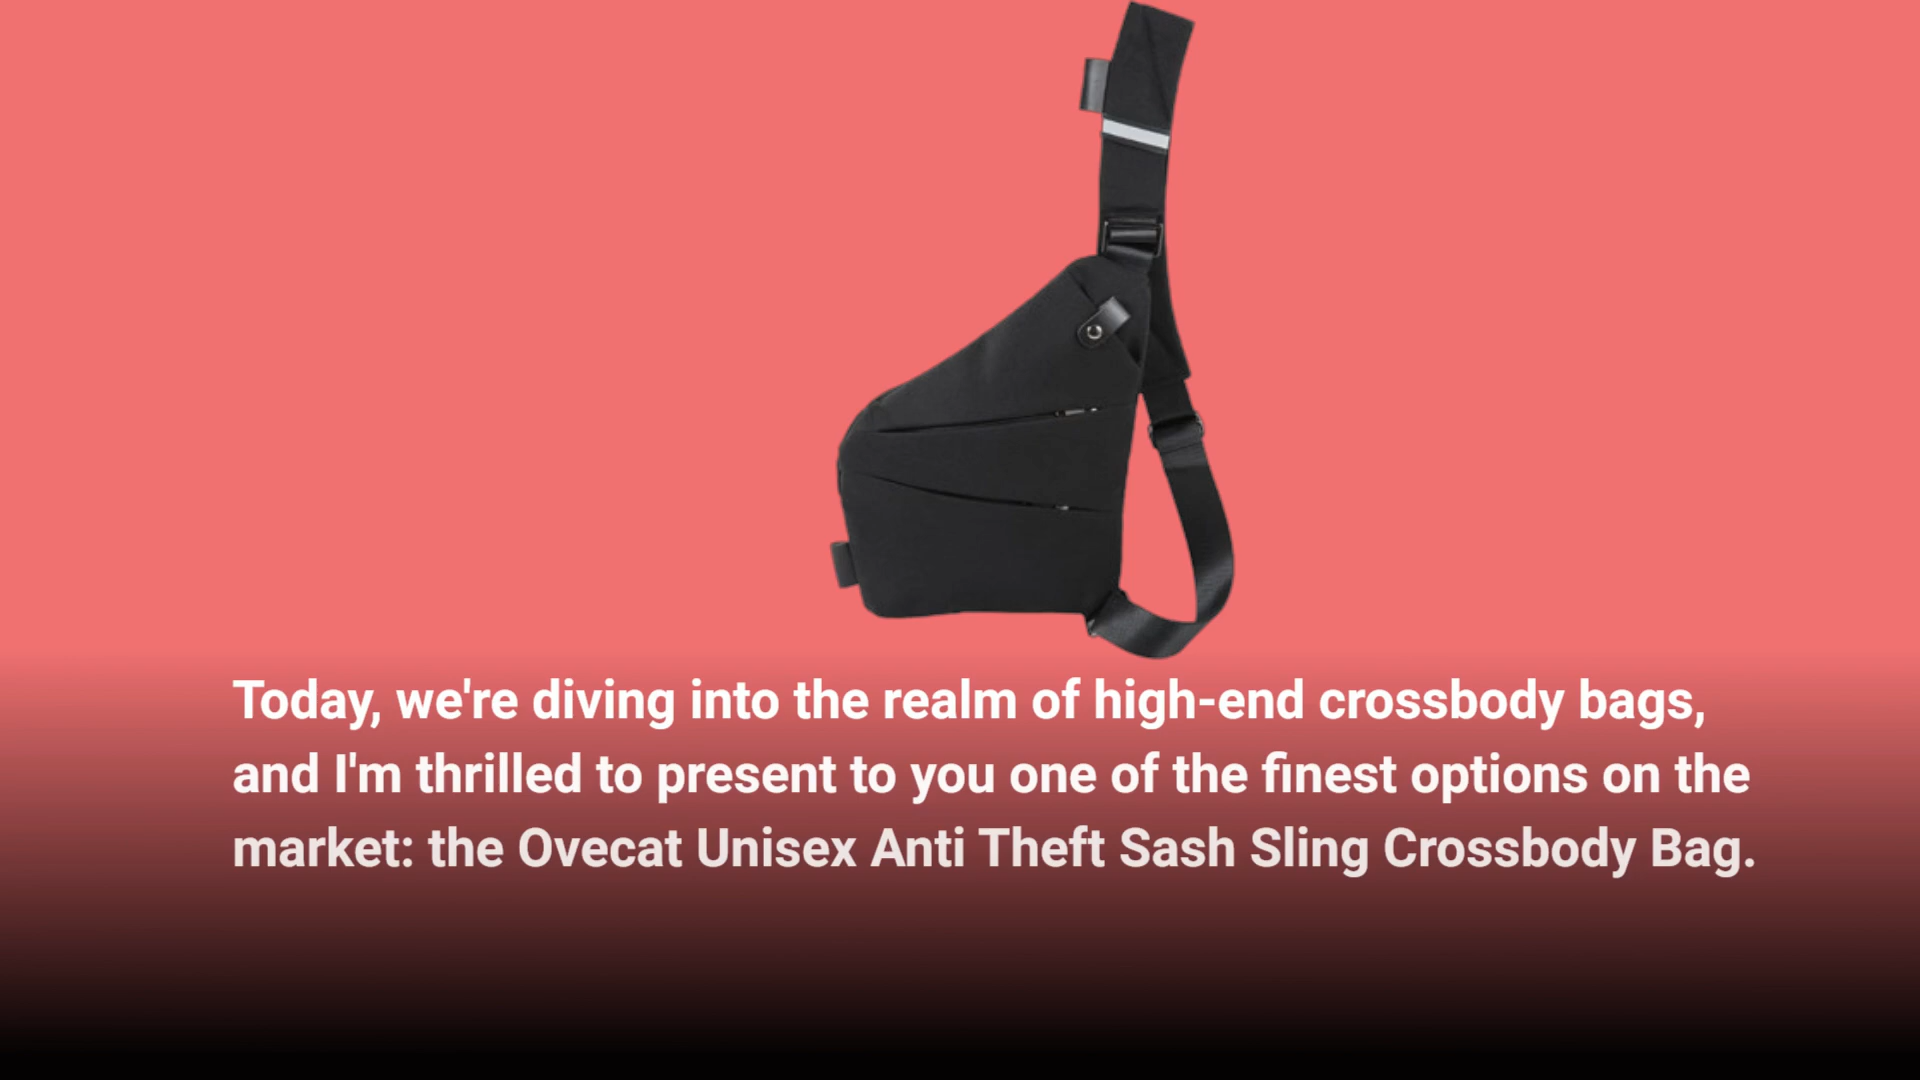 Today, we're diving into the realm of high-end crossbody bags,
and I'm thrilled to present to you one of the finest options on the
market: the Ovecat Unisex Anti Theft Sash Sling Crossbody Bag.